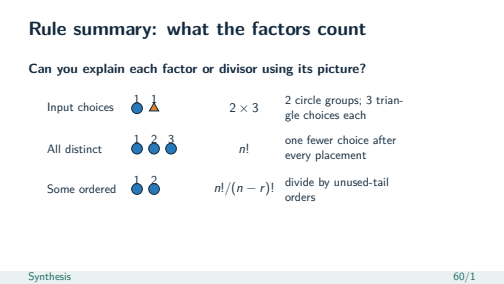 Rule summary: what the factors count
Can you explain each factor or divisor using its picture?
1 1
Input choices 2 × 3 2 circle groups; 3 trian-
gle choices each
1 2 3
All distinct n! one fewer choice after
every placement
1 2
Some ordered n!/(n − r)! divide by unused-tail
orders
Synthesis 60/1